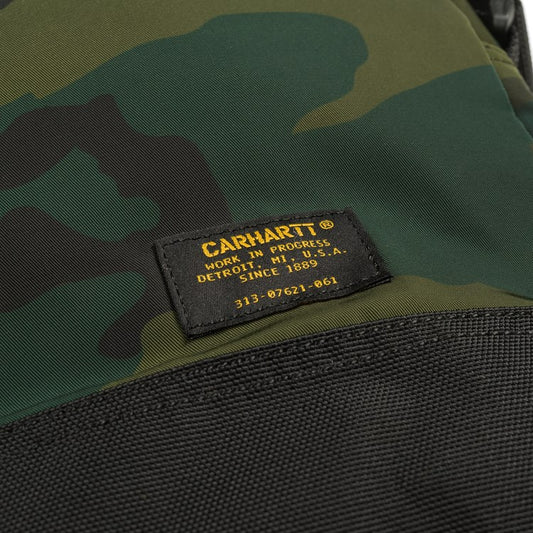 CARHARTT®
WORK IN PROGRESS
DETROIT, MI, U.S.A.
SINCE 1889
313-07621-061